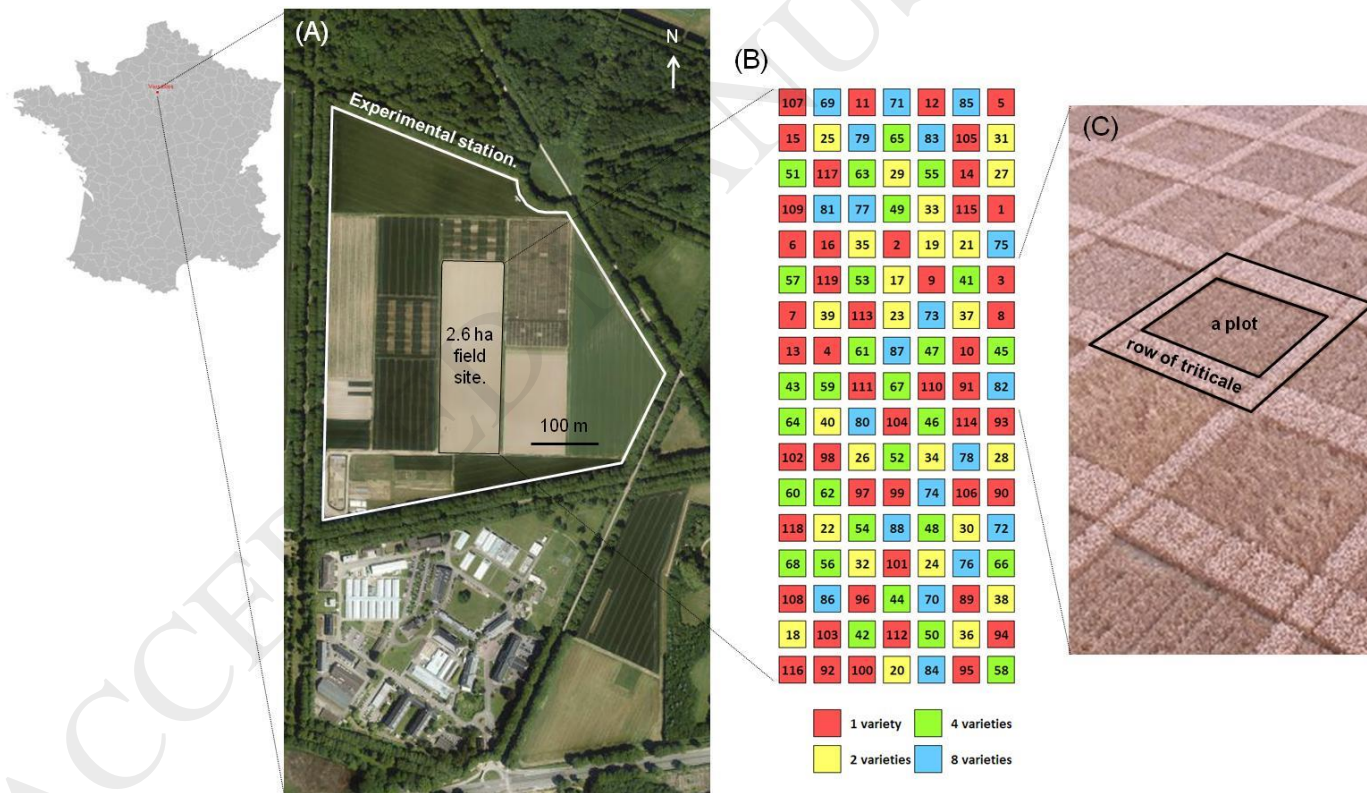 (A)
N
Experimental station.
2.6 ha
field
site.
100 m
(B)
107 69 11 71 12 85 5
15 25 79 65 83 105 31
51 117 63 29 55 14 27
109 81 77 49 33 115 1
6 16 35 2 19 21 75
57 119 53 17 9 41 3
7 39 113 23 73 37 8
13 4 61 87 47 10 45
43 59 111 67 110 91 82
64 40 80 104 46 114 93
102 98 26 52 34 78 28
60 62 97 99 74 106 90
118 22 54 88 48 30 72
68 56 32 101 24 76 66
108 86 96 44 70 89 38
18 103 42 112 50 36 94
116 92 100 20 84 95 58
1 variety
4 varieties
2 varieties
8 varieties
(C)
a plot
row of triticale